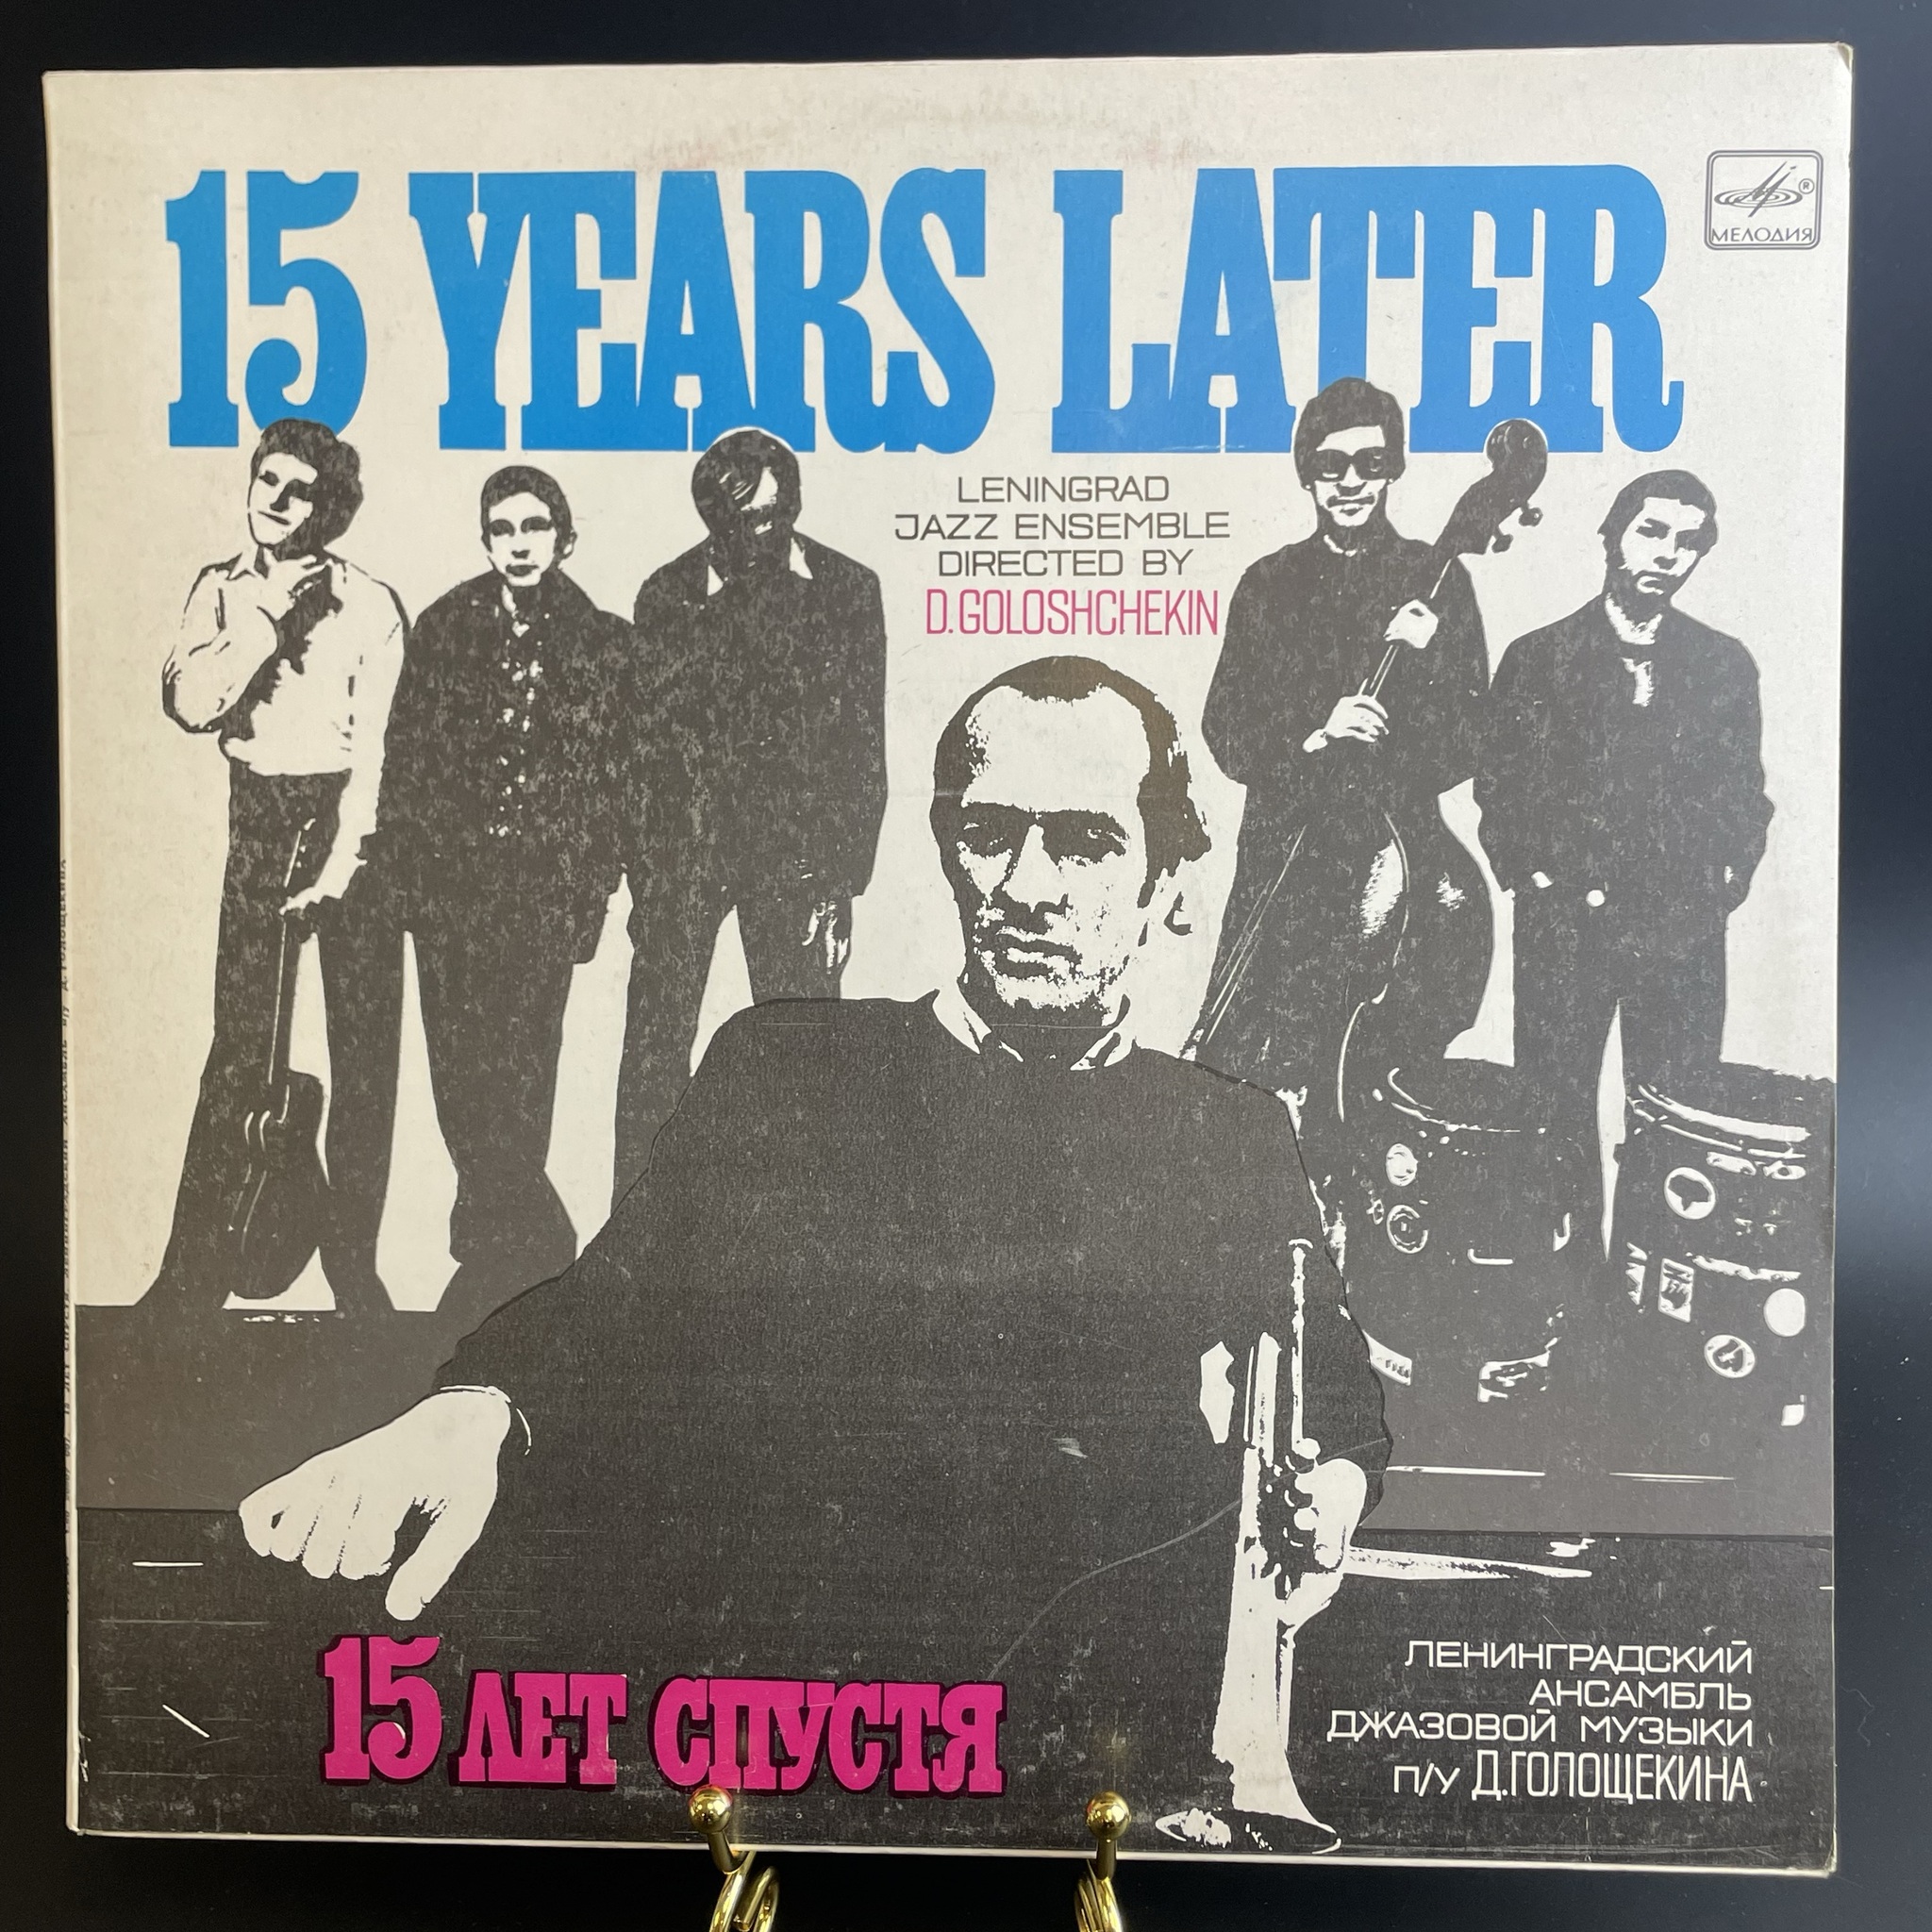 15 YEARS LATER
МЕЛОДИЯ
LENINGRAD
JAZZ ENSEMBLE
DIRECTED BY
D.GOLOSHCHEKIN
15 ЛЕТ СПУСТЯ
ЛЕНИНГРАДСКИЙ
АНСАМБЛЬ
ДЖАЗОВОЙ МУЗЫКИ
П/У Д.ГОЛОЩЕКИНА